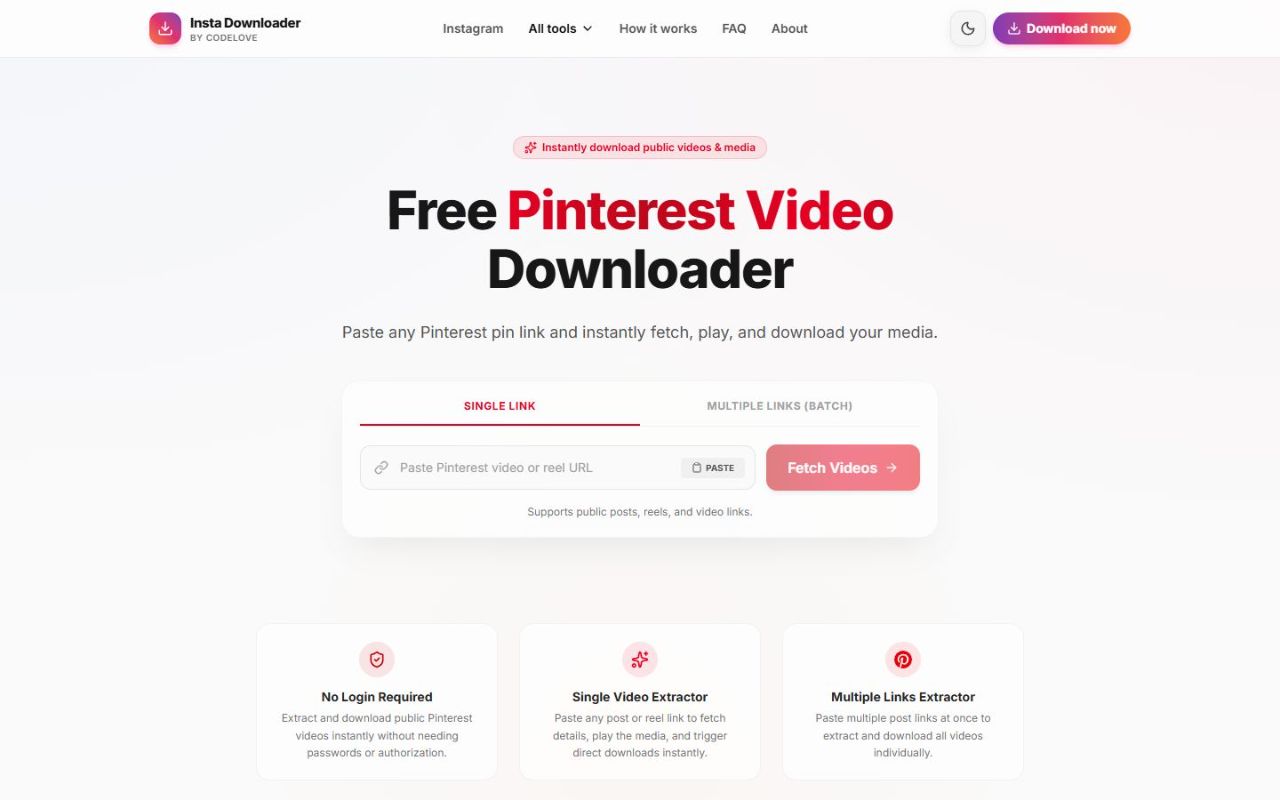 Insta Downloader
BY CODELOVE
Instagram
All tools
How it works
FAQ
About
Download now
Instantly download public videos & media
Free Pinterest Video
Downloader
Paste any Pinterest pin link and instantly fetch, play, and download your media.
SINGLE LINK
MULTIPLE LINKS (BATCH)
Paste Pinterest video or reel URL
PASTE
Fetch Videos
Supports public posts, reels, and video links.
No Login Required
Extract and download public Pinterest
videos instantly without needing
passwords or authorization.
Single Video Extractor
Paste any post or reel link to fetch
details, play the media, and trigger
direct downloads instantly.
Multiple Links Extractor
Paste multiple post links at once to
extract and download all videos
individually.